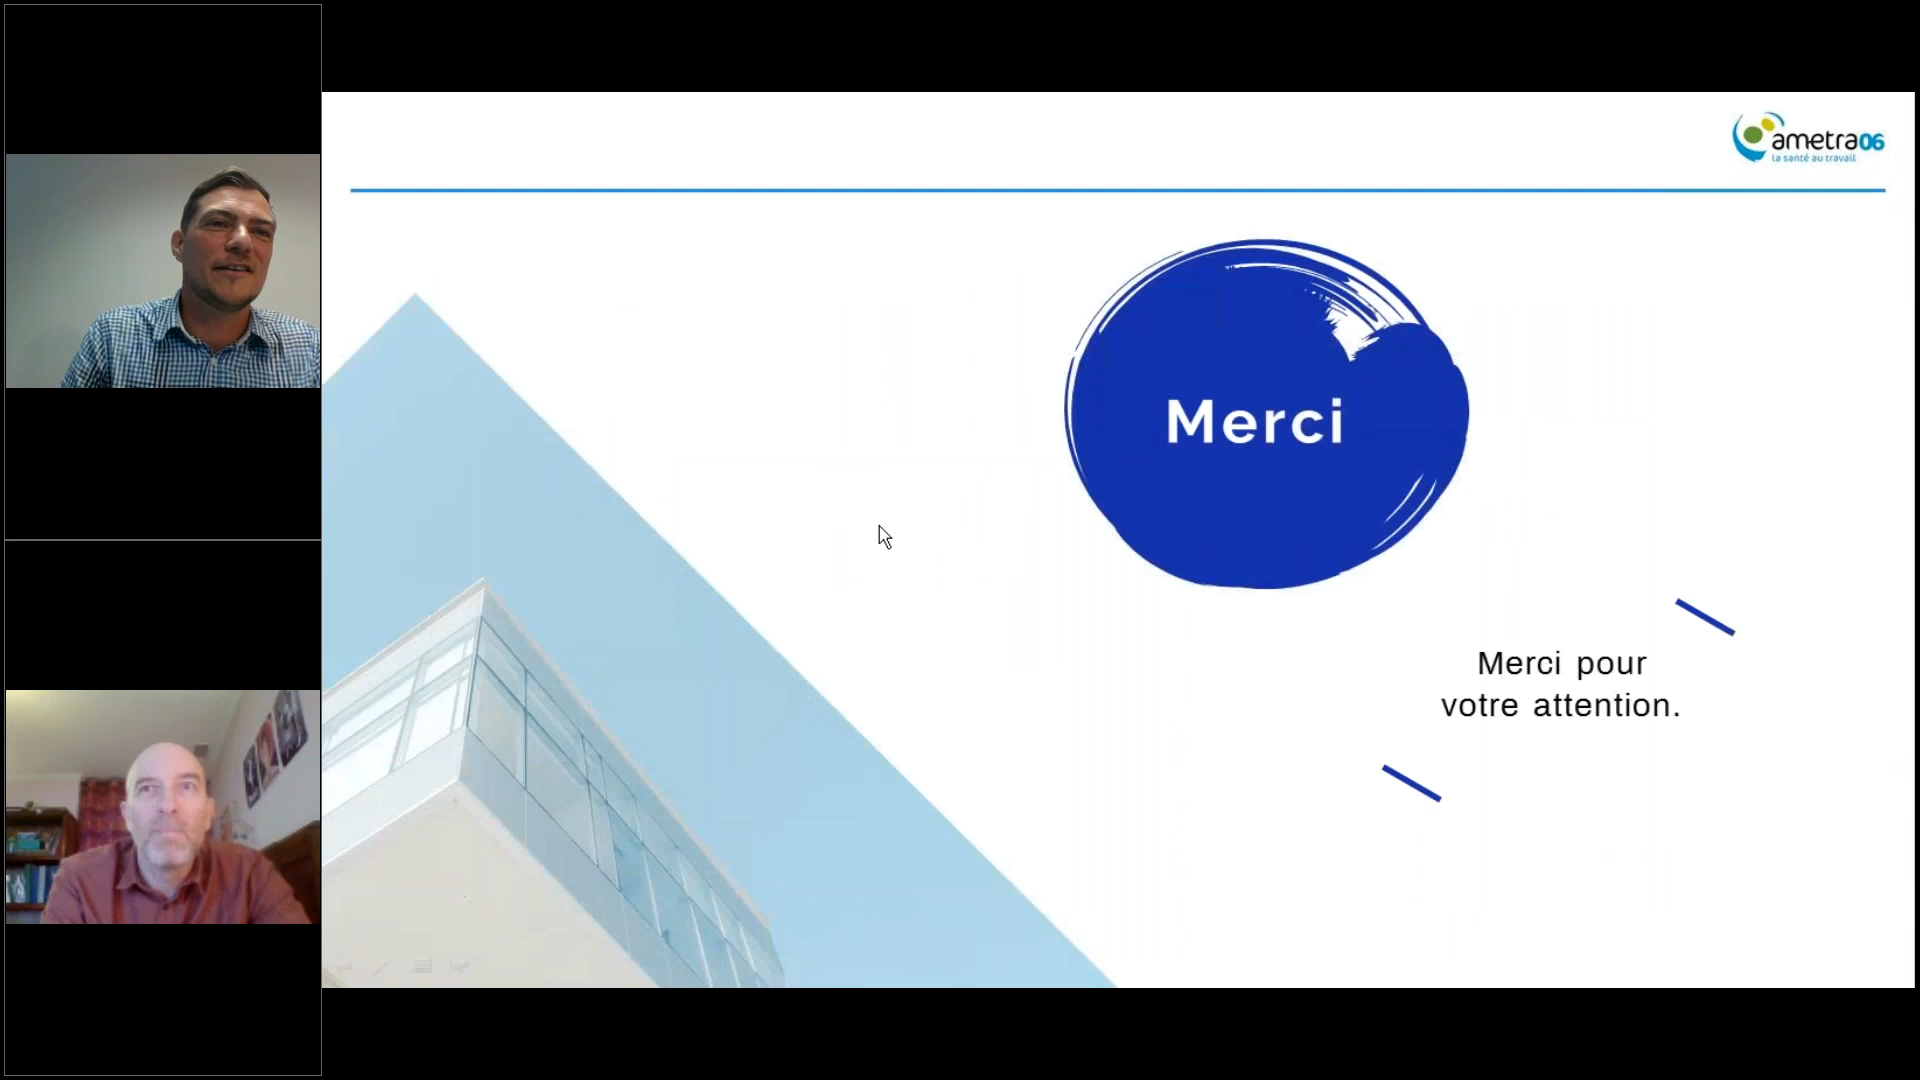 ametra06
la santé au travail
Merci
Merci pour
votre attention.